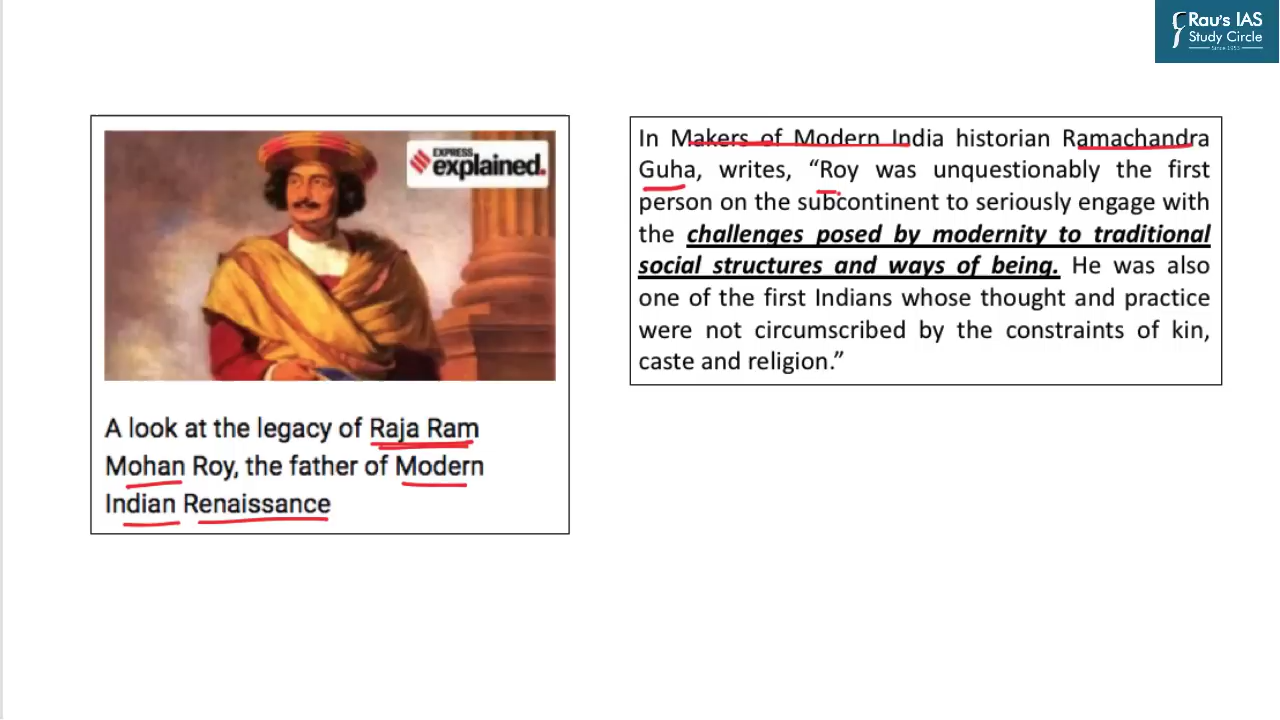 Rau's IAS
Study Circle
Since 1953
EXPRESS
explained.
A look at the legacy of Raja Ram
Mohan Roy, the father of Modern
Indian Renaissance
In Makers of Modern India historian Ramachandra
Guha, writes, “Roy was unquestionably the first
person on the subcontinent to seriously engage with
the challenges posed by modernity to traditional
social structures and ways of being. He was also
one of the first Indians whose thought and practice
were not circumscribed by the constraints of kin,
caste and religion.”